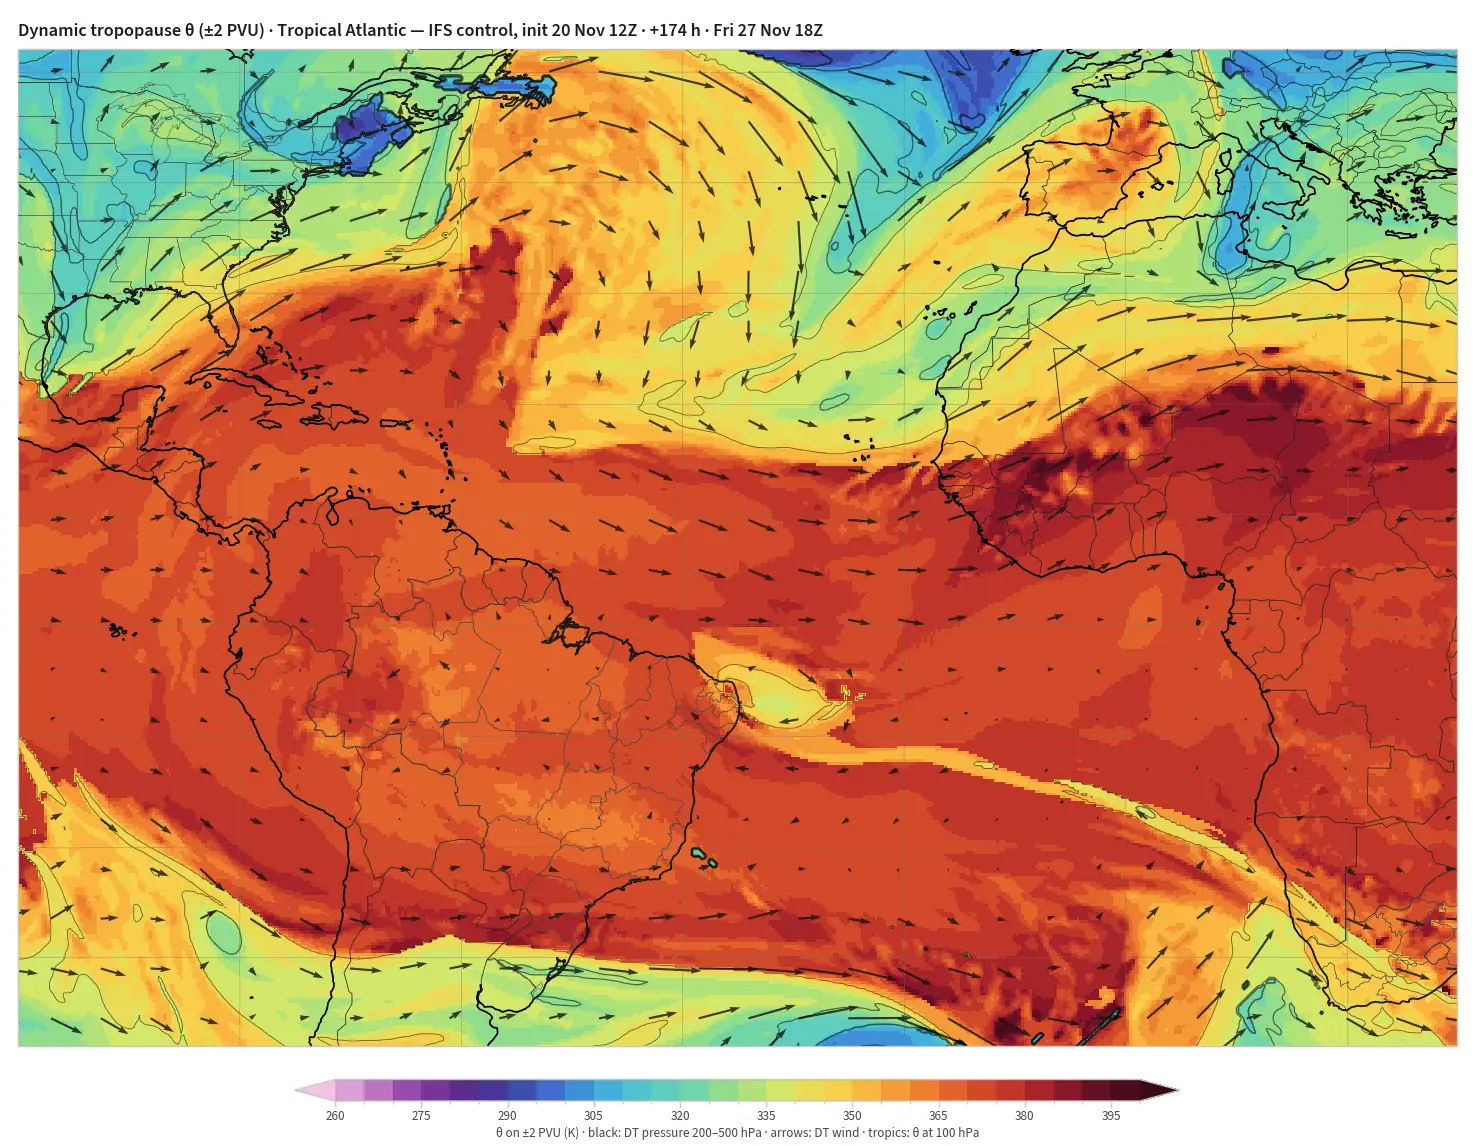 Dynamic tropopause θ (±2 PVU) · Tropical Atlantic — IFS control, init 20 Nov 12Z · +174 h · Fri 27 Nov 18Z
260 275 290 305 320 335 350 365 380 395
θ on ±2 PVU (K) · black: DT pressure 200–500 hPa · arrows: DT wind · tropics: θ at 100 hPa